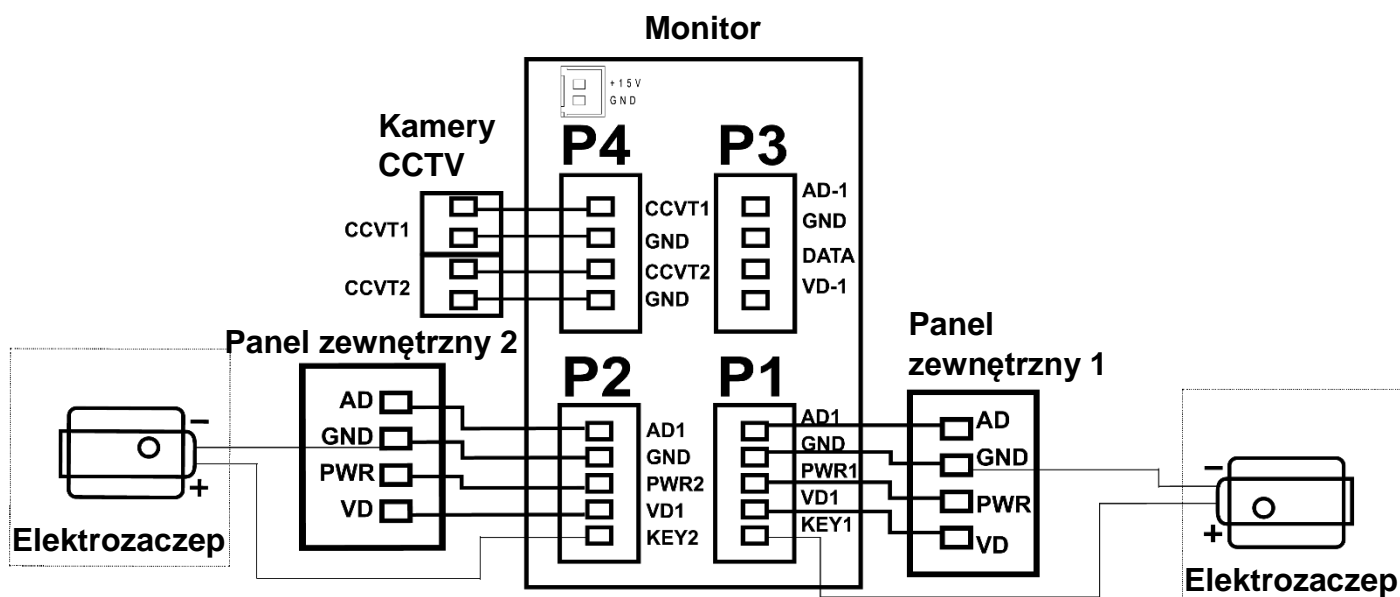 Monitor
+15V
GND
Kamery
CCTV
P4
P3
CCVT1
CCVT2
CCVT1
GND
CCVT2
GND
AD-1
GND
DATA
VD-1
Panel zewnętrzny 2
Panel
zewnętrzny 1
P2
P1
AD
GND
PWR
VD
AD1
GND
PWR2
VD1
KEY2
AD1
GND
PWR1
VD1
KEY1
AD
GND
PWR
VD
−
+
Elektrozaczep
−
+
Elektrozaczep